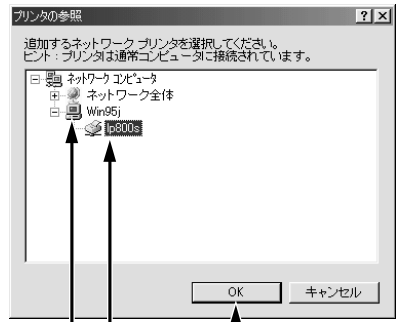 プリンタの参照
追加するネットワーク プリンタを選択してください。
ヒント : プリンタは通常コンピュータに接続されています。
ネットワーク コンピュータ
ネットワーク全体
Win95j
lp800s
OK
キャンセル